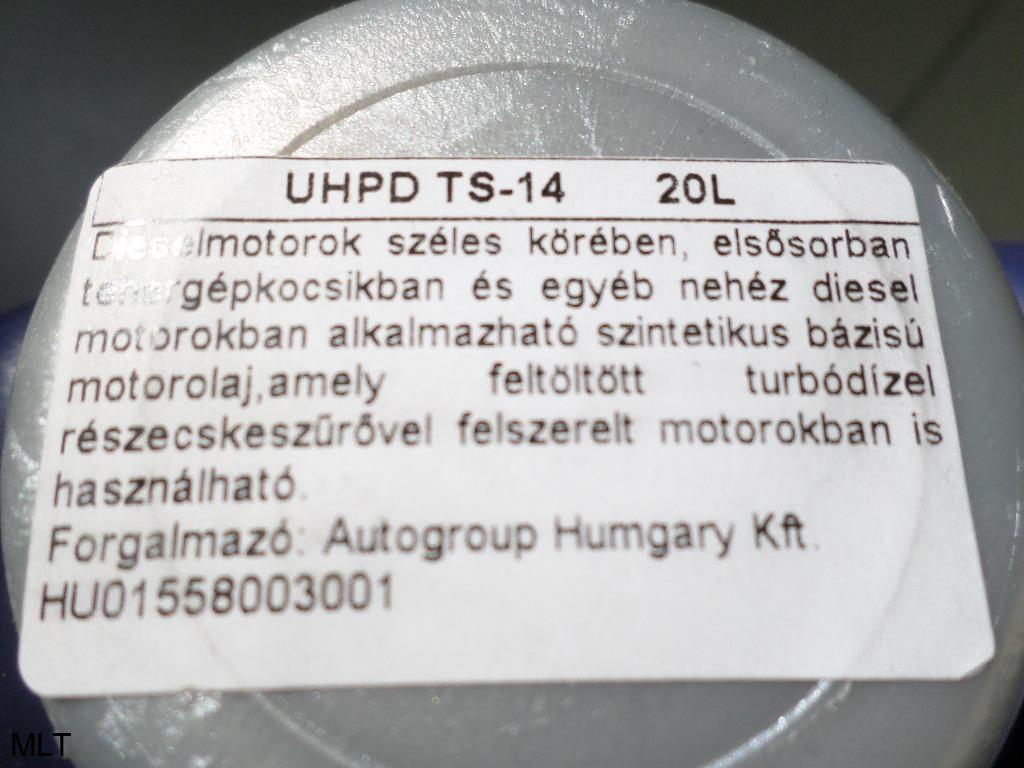 UHPD TS-14 20L
Dieselmotorok széles körében, elsősorban
tehergépkocsikban és egyéb nehéz diesel
motorokban alkalmazható szintetikus bázisú
motorolaj,amely feltöltött turbódízel
részecskeszűrővel felszerelt motorokban is
használható.
Forgalmazó: Autogroup Humgary Kft.
HU01558003001
MLT